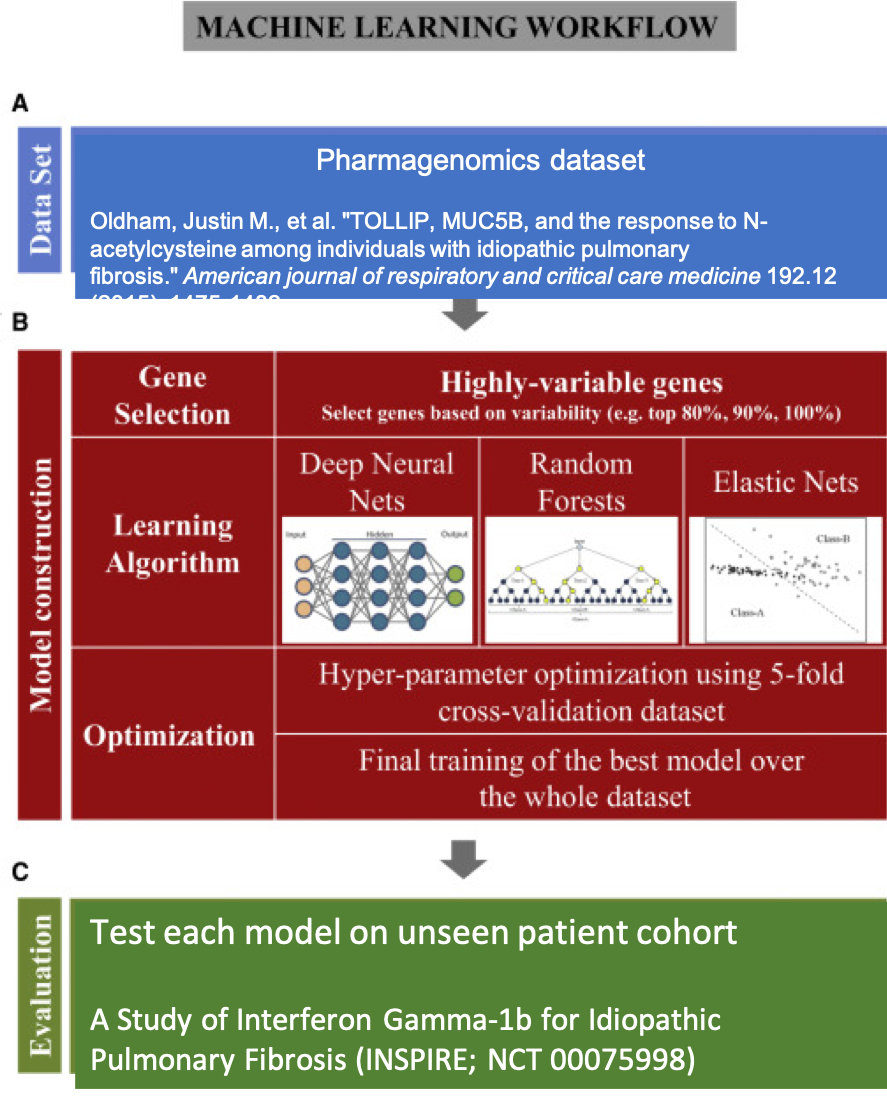 MACHINE LEARNING WORKFLOW
A
Data Set
Pharmagenomics dataset
Oldham, Justin M., et al. "TOLLIP, MUC5B, and the response to N-
acetylcysteine among individuals with idiopathic pulmonary
fibrosis." American journal of respiratory and critical care medicine 192.12
B
Model construction
Gene
Selection
Highly-variable genes
Select genes based on variability (e.g. top 80%, 90%, 100%)
Learning
Algorithm
Deep Neural
Nets
Input
Hidden
Output
Random
Forests
Elastic Nets
Class-B
Class-A
Optimization
Hyper-parameter optimization using 5-fold
cross-validation dataset
Final training of the best model over
the whole dataset
C
Evaluation
Test each model on unseen patient cohort
A Study of Interferon Gamma-1b for Idiopathic
Pulmonary Fibrosis (INSPIRE; NCT 00075998)